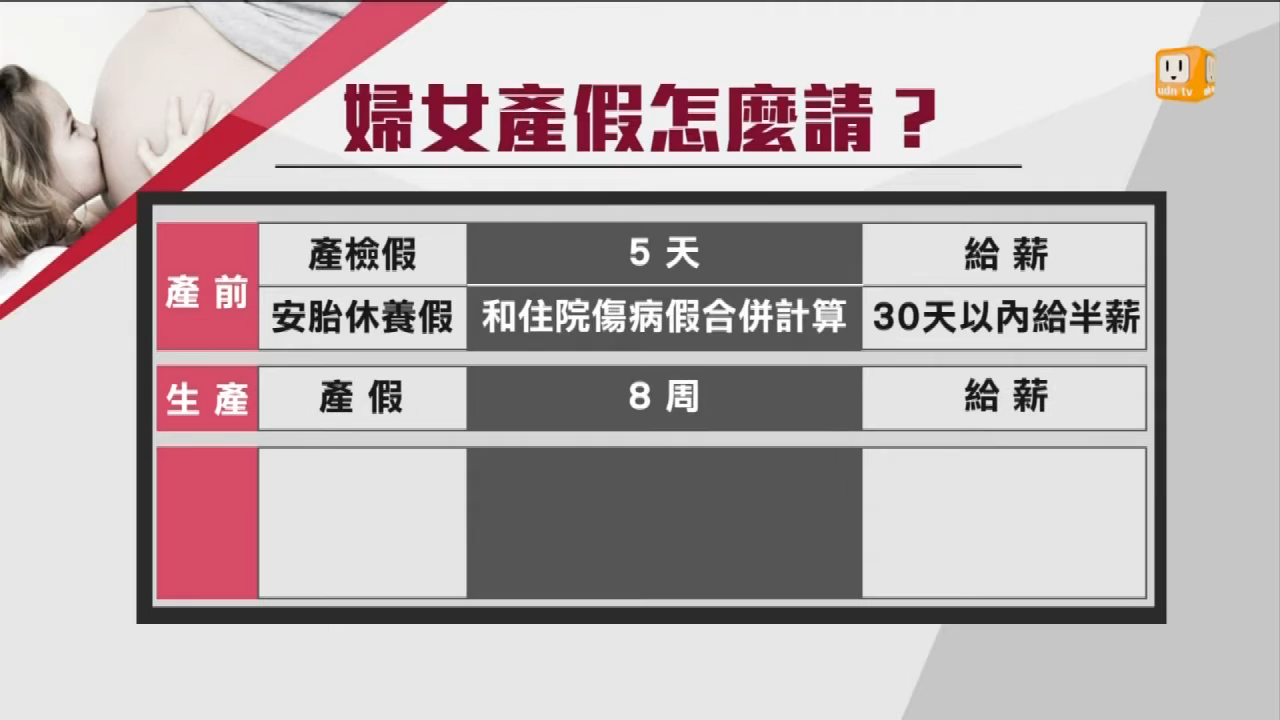 婦女產假怎麼請？
udn tv
產前
產檢假 5 天 給薪
安胎休養假 和住院傷病假合併計算 30天以內給半薪
生產 產假 8 周 給薪